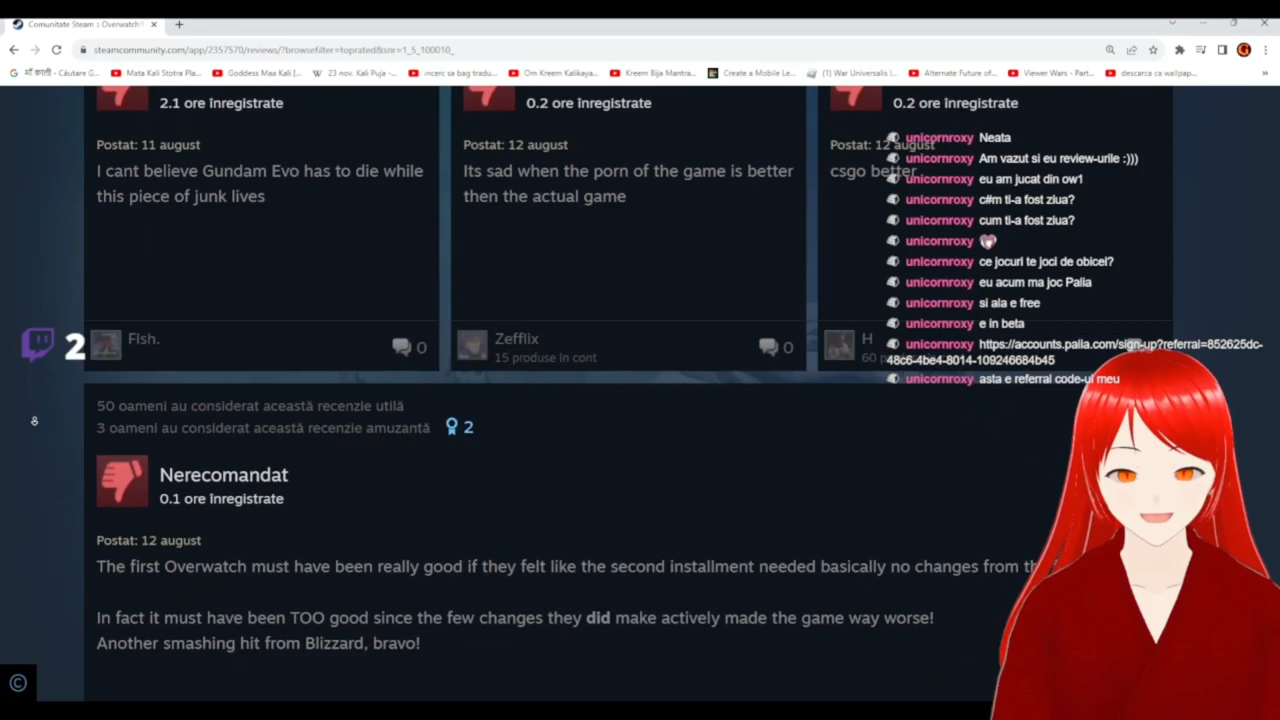 Comunitate Steam :: Overwatch
steamcommunity.com/app/2357570/reviews/?browsefilter=toprated&snr=1_5_100010_
माँ काली - Căutare G...
Mata Kali Stotra Pla...
Goddess Maa Kali |...
23 nov. Kali Puja -...
incerc sa bag tradu...
Om Kreem Kalikaya...
Kreem Bija Mantra...
Create a Mobile Le...
(1) War Universalis I...
Alternate Future of...
Viewer Wars - Part...
descarca ca wallpap...
2.1 ore înregistrate
Postat: 11 august
I cant believe Gundam Evo has to die while
this piece of junk lives
Fish.
0
0.2 ore înregistrate
Postat: 12 august
Its sad when the porn of the game is better
then the actual game
Zefflix
15 produse in cont
0
0.2 ore înregistrate
Postat: 12 august
csgo better
H
60
unicornroxy Neata
unicornroxy Am vazut si eu review-urile :)))
unicornroxy eu am jucat din ow1
unicornroxy c#m ti-a fost ziua?
unicornroxy cum ti-a fost ziua?
unicornroxy
unicornroxy ce jocuri te joci de obicei?
unicornroxy eu acum ma joc Palia
unicornroxy si ala e free
unicornroxy e in beta
unicornroxy https://accounts.palia.com/sign-up?referral=852625dc-
48c6-4be4-8014-109246684b45
unicornroxy asta e referral code-ul meu
2
50 oameni au considerat această recenzie utilă
3 oameni au considerat această recenzie amuzantă 2
Nerecomandat
0.1 ore înregistrate
Postat: 12 august
The first Overwatch must have been really good if they felt like the second installment needed basically no changes from
In fact it must have been TOO good since the few changes they did make actively made the game way worse!
Another smashing hit from Blizzard, bravo!
©